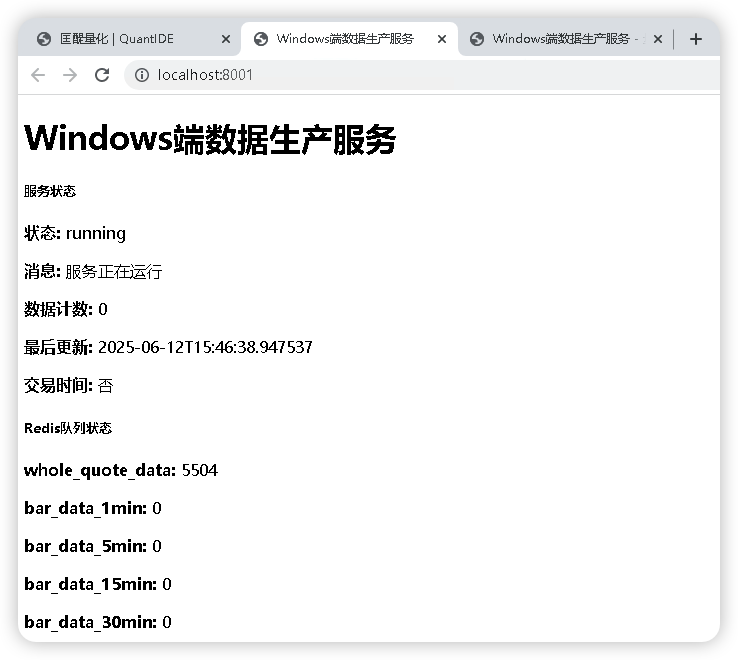 匡醍量化 | QuantIDE
Windows端数据生产服务
Windows端数据生产服务 -
localhost:8001
Windows端数据生产服务
服务状态
状态: running
消息: 服务正在运行
数据计数: 0
最后更新: 2025-06-12T15:46:38.947537
交易时间: 否
Redis队列状态
whole_quote_data: 5504
bar_data_1min: 0
bar_data_5min: 0
bar_data_15min: 0
bar_data_30min: 0